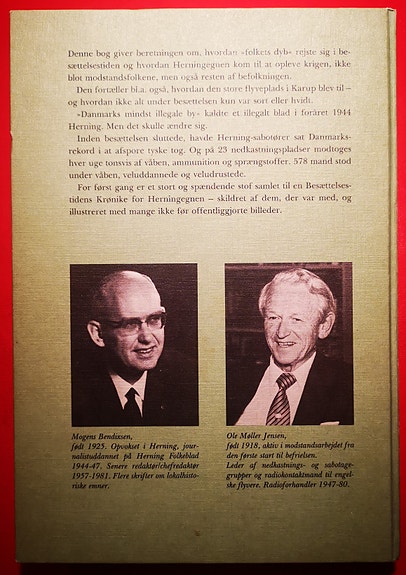 Denne bog giver beretningen om, hvordan »folkets dyb« rejste sig i be-
sættelsestiden og hvordan Herningegnen kom til at opleve krigen, ikke
blot modstandsfolkene, men også resten af befolkningen.
Den fortæller bl.a. også, hvordan den store flyveplads i Karup blev til –
og hvordan ikke alt under besættelsen kun var sort eller hvidt.
»Danmarks mindst illegale by« kaldte et illegalt blad i foråret 1944
Herning. Men det skulle ændre sig.
Inden besættelsen sluttede, havde Herning-sabotører sat Danmarks-
rekord i at afspore tyske tog. Og på 23 nedkastningspladser modtoges
hver uge tonsvis af våben, ammunition og sprængstoffer. 578 mand stod
under våben, veluddannede og veludrustede.
For første gang er et stort og spændende stof samlet til en Besættelses-
tidens Krønike for Herningegnen – skildret af dem, der var med, og
illustreret med mange ikke før offentliggjorte billeder.
Mogens Bendixsen,
født 1925. Opvokset i Herning, jour-
nalistuddannet på Herning Folkeblad
1944-47. Senere redaktør/chefredaktør
1957-1981. Flere skrifter om lokalhisto-
riske emner.
Ole Møller Jensen,
født 1918, aktiv i modstandsarbejdet fra
den første start til befrielsen.
Leder af nedkastnings- og sabotage-
grupper og radiokontaktmand til engel-
ske flyvere. Radioforhandler 1947-80.